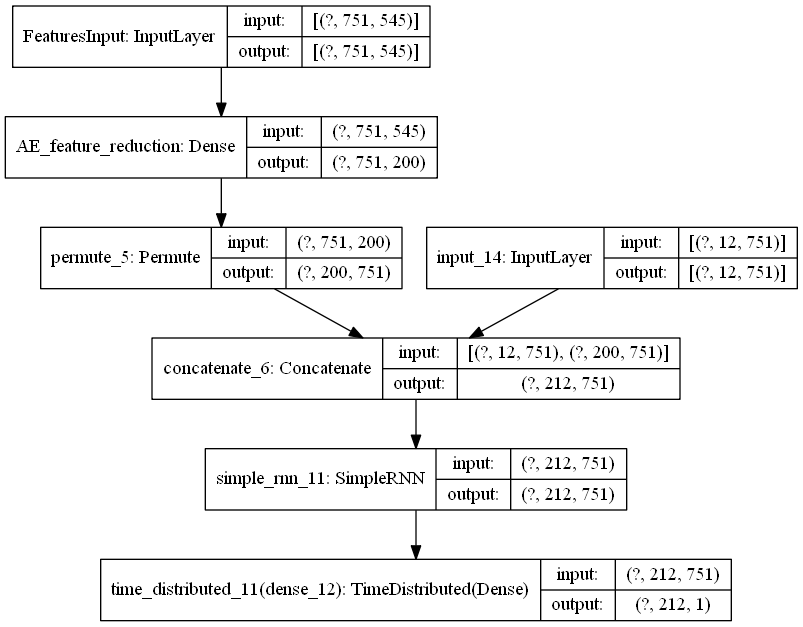 FeaturesInput: InputLayer
input:
[(?, 751, 545)]
output:
[(?, 751, 545)]
AE_feature_reduction: Dense
input:
(?, 751, 545)
output:
(?, 751, 200)
permute_5: Permute
input:
(?, 751, 200)
output:
(?, 200, 751)
input_14: InputLayer
input:
[(?, 12, 751)]
output:
[(?, 12, 751)]
concatenate_6: Concatenate
input:
[(?, 12, 751), (?, 200, 751)]
output:
(?, 212, 751)
simple_rnn_11: SimpleRNN
input:
(?, 212, 751)
output:
(?, 212, 751)
time_distributed_11(dense_12): TimeDistributed(Dense)
input:
(?, 212, 751)
output:
(?, 212, 1)